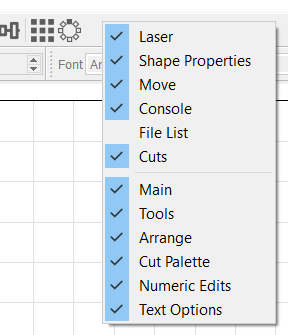 Font Ar
Laser
Shape Properties
Move
Console
File List
Cuts
Main
Tools
Arrange
Cut Palette
Numeric Edits
Text Options